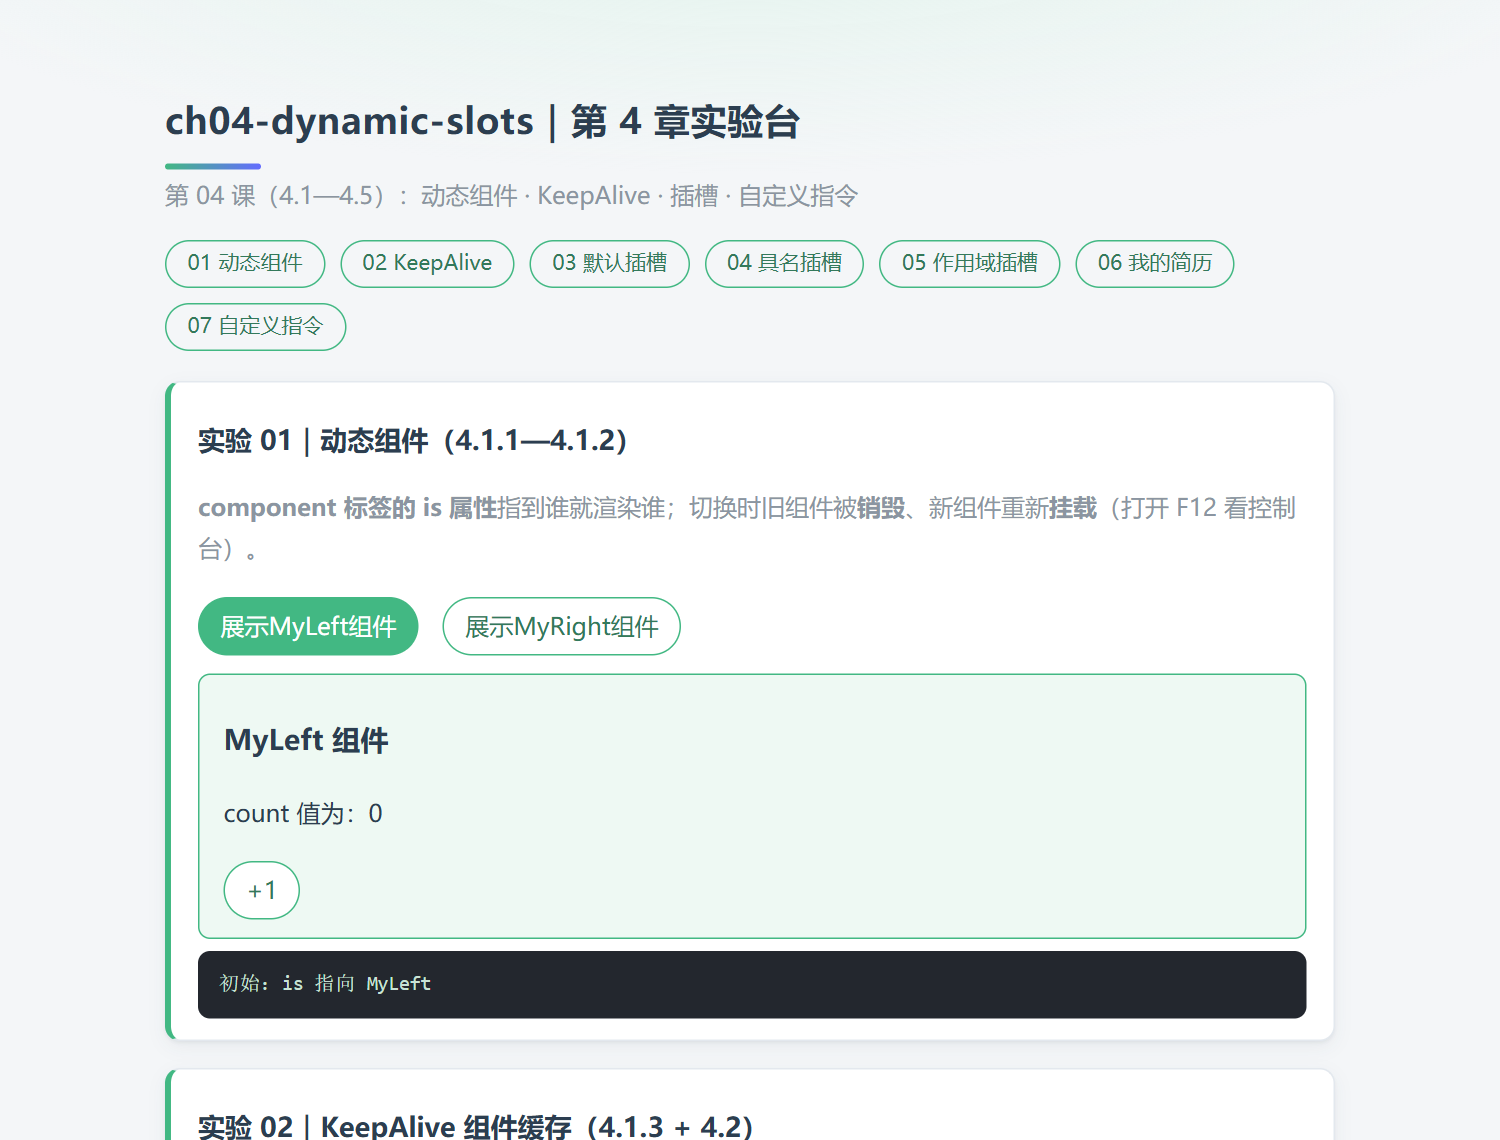 ch04-dynamic-slots｜第 4 章实验台
第 04 课（4.1—4.5）：动态组件 · KeepAlive · 插槽 · 自定义指令
01 动态组件
02 KeepAlive
03 默认插槽
04 具名插槽
05 作用域插槽
06 我的简历
07 自定义指令
实验 01｜动态组件（4.1.1—4.1.2）
component 标签的 is 属性指到谁就渲染谁；切换时旧组件被销毁、新组件重新挂载（打开 F12 看控制
台）。
展示MyLeft组件
展示MyRight组件
MyLeft 组件
count 值为：0
+1
初始：is 指向 MyLeft
实验 02｜KeepAlive 组件缓存（4.1.3 + 4.2）